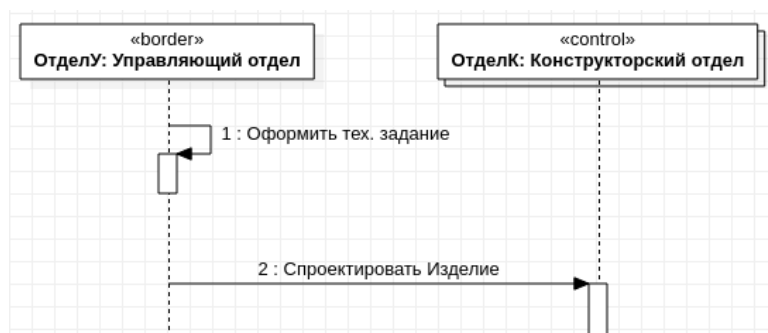 «border»
ОтделУ: Управляющий отдел
«control»
ОтделК: Конструкторский отдел
1 : Оформить тех. задание
2 : Спроектировать Изделие